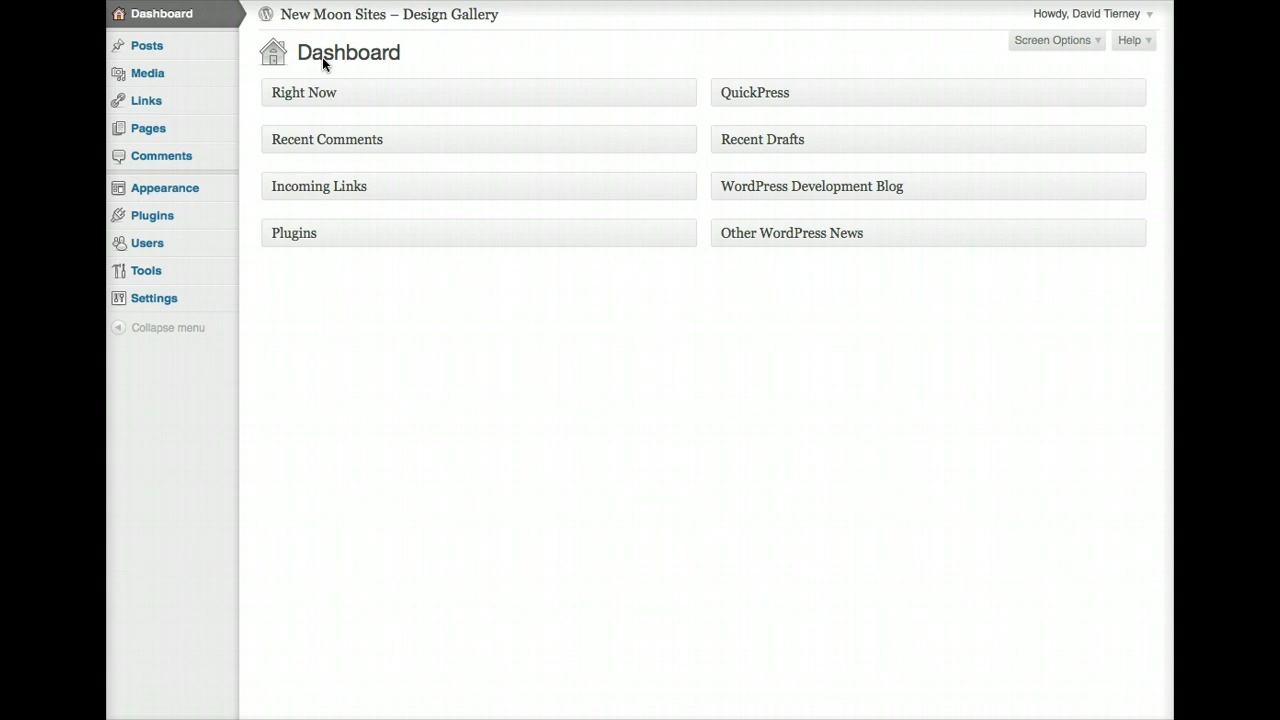 Dashboard
Posts
Media
Links
Pages
Comments
Appearance
Plugins
Users
Tools
Settings
Collapse menu
New Moon Sites – Design Gallery
Howdy, David Tierney
Screen Options
Help
Dashboard
Right Now
QuickPress
Recent Comments
Recent Drafts
Incoming Links
WordPress Development Blog
Plugins
Other WordPress News